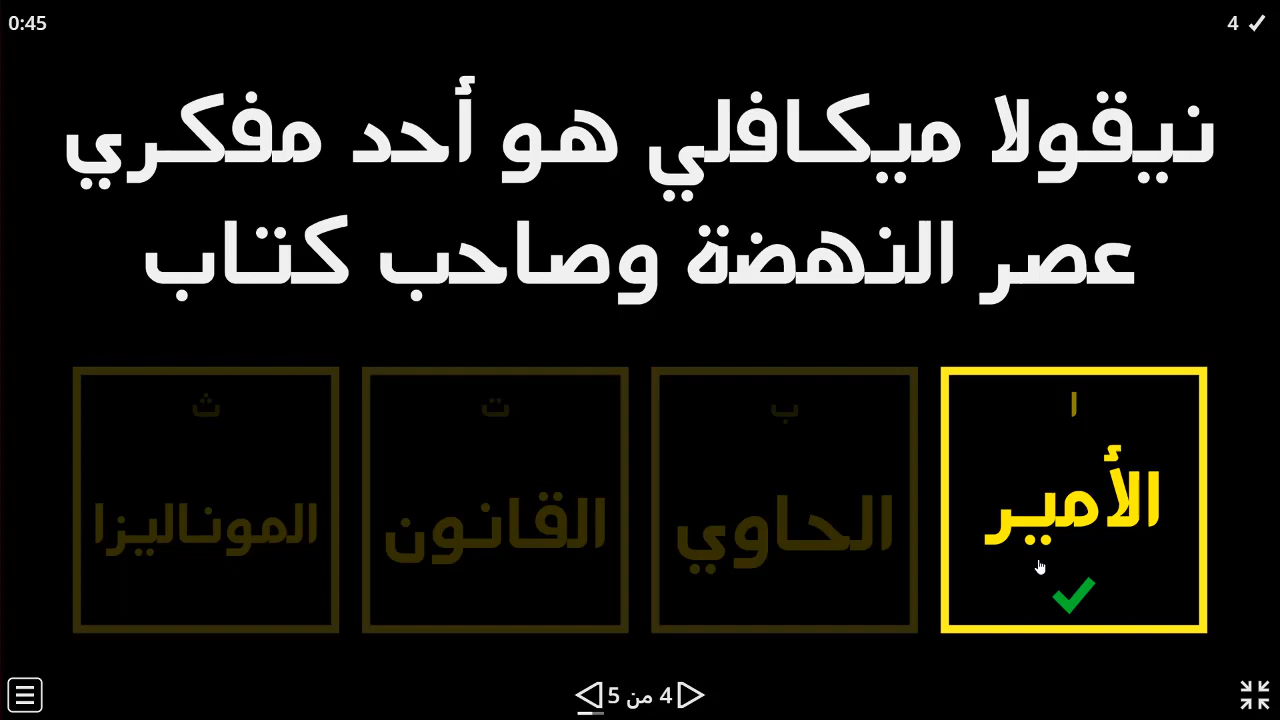 0:45
4
نيقولا ميكافلي هو أحد مفكري
عصر النهضة وصاحب كتاب
ا
الأمير
ب
الحاوي
ت
القانون
ث
الموناليزا
4 من 5